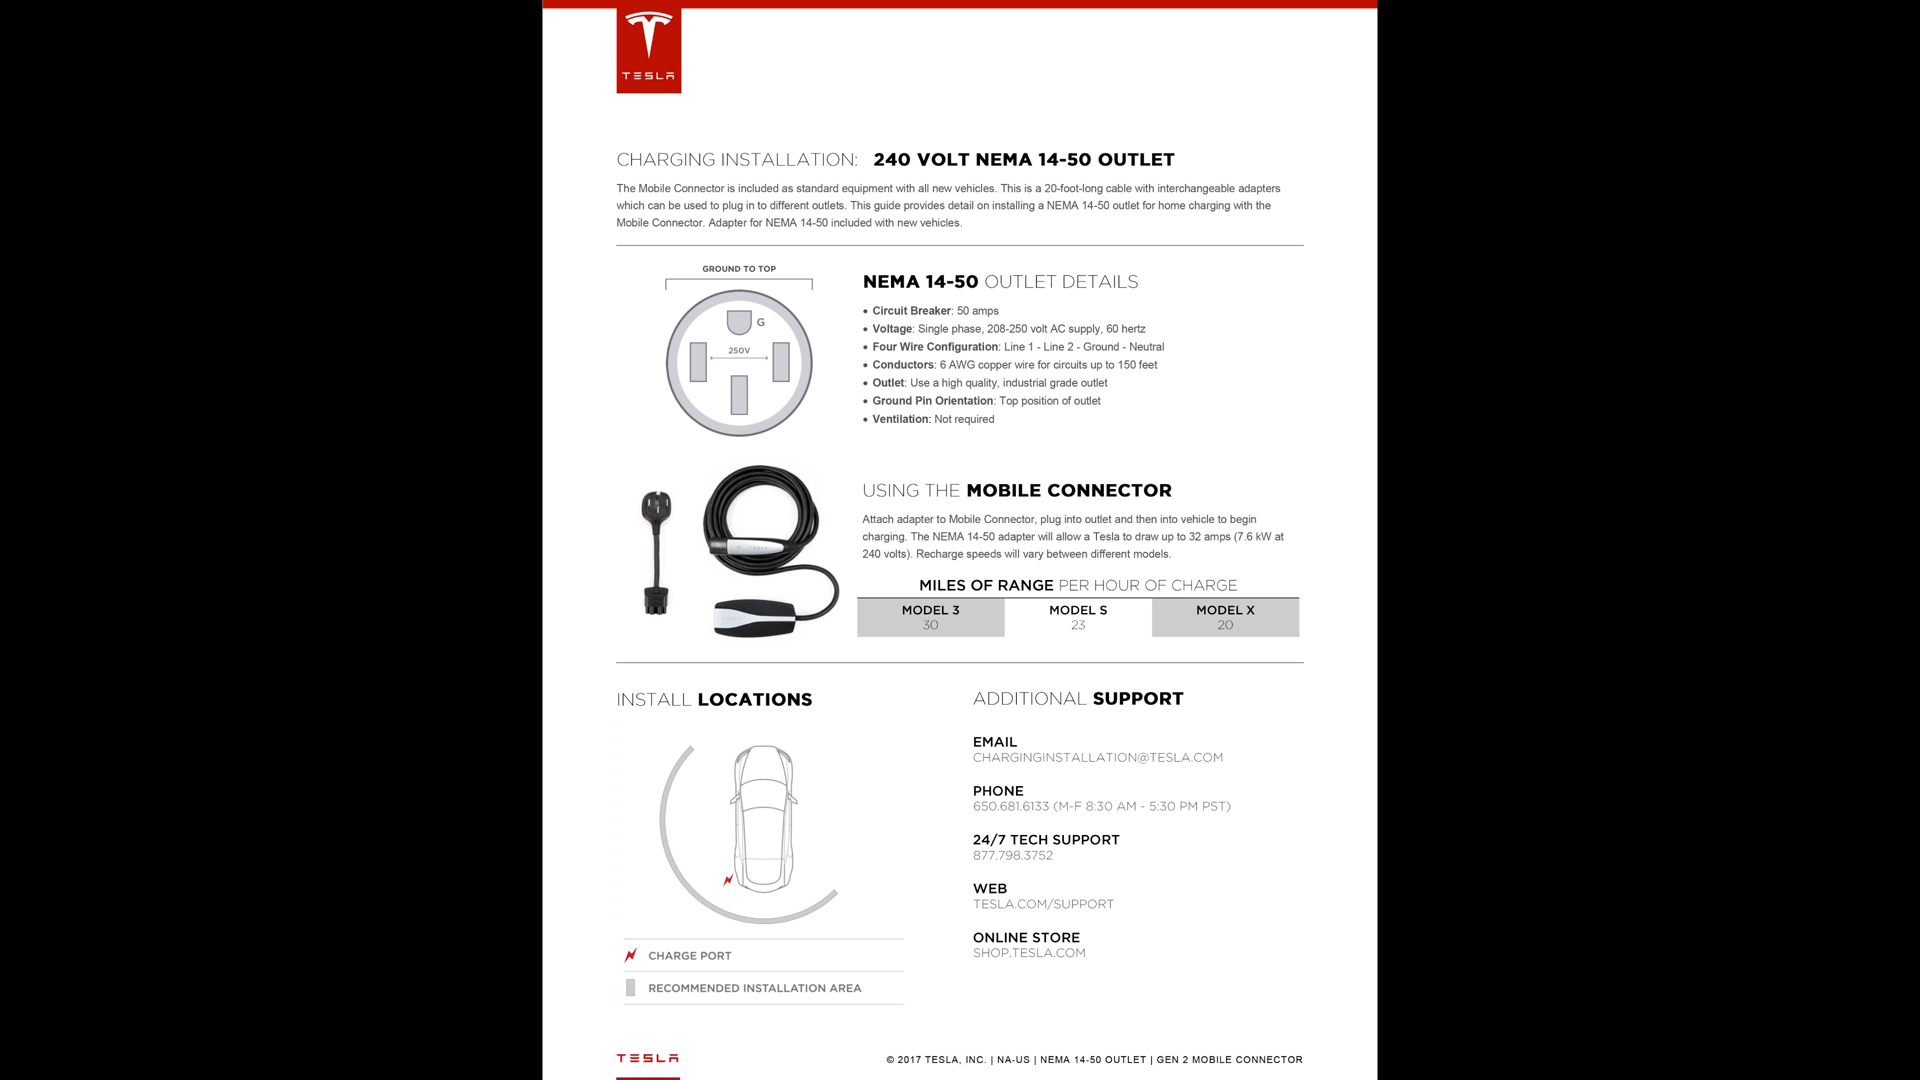 TESLA
CHARGING INSTALLATION: 240 VOLT NEMA 14-50 OUTLET
The Mobile Connector is included as standard equipment with all new vehicles. This is a 20-foot-long cable with interchangeable adapters
which can be used to plug in to different outlets. This guide provides detail on installing a NEMA 14-50 outlet for home charging with the
Mobile Connector. Adapter for NEMA 14-50 included with new vehicles.
GROUND TO TOP
G
250V
NEMA 14-50 OUTLET DETAILS
• Circuit Breaker: 50 amps
• Voltage: Single phase, 208-250 volt AC supply, 60 hertz
• Four Wire Configuration: Line 1 - Line 2 - Ground - Neutral
• Conductors: 6 AWG copper wire for circuits up to 150 feet
• Outlet: Use a high quality, industrial grade outlet
• Ground Pin Orientation: Top position of outlet
• Ventilation: Not required
USING THE MOBILE CONNECTOR
Attach adapter to Mobile Connector, plug into outlet and then into vehicle to begin
charging. The NEMA 14-50 adapter will allow a Tesla to draw up to 32 amps (7.6 kW at
240 volts). Recharge speeds will vary between different models.
MILES OF RANGE PER HOUR OF CHARGE
MODEL 3 MODEL S MODEL X
30 23 20
INSTALL LOCATIONS
CHARGE PORT
RECOMMENDED INSTALLATION AREA
ADDITIONAL SUPPORT
EMAIL
CHARGINGINSTALLATION@TESLA.COM
PHONE
650.681.6133 (M-F 8:30 AM - 5:30 PM PST)
24/7 TECH SUPPORT
877.798.3752
WEB
TESLA.COM/SUPPORT
ONLINE STORE
SHOP.TESLA.COM
TESLA
© 2017 TESLA, INC. | NA-US | NEMA 14-50 OUTLET | GEN 2 MOBILE CONNECTOR